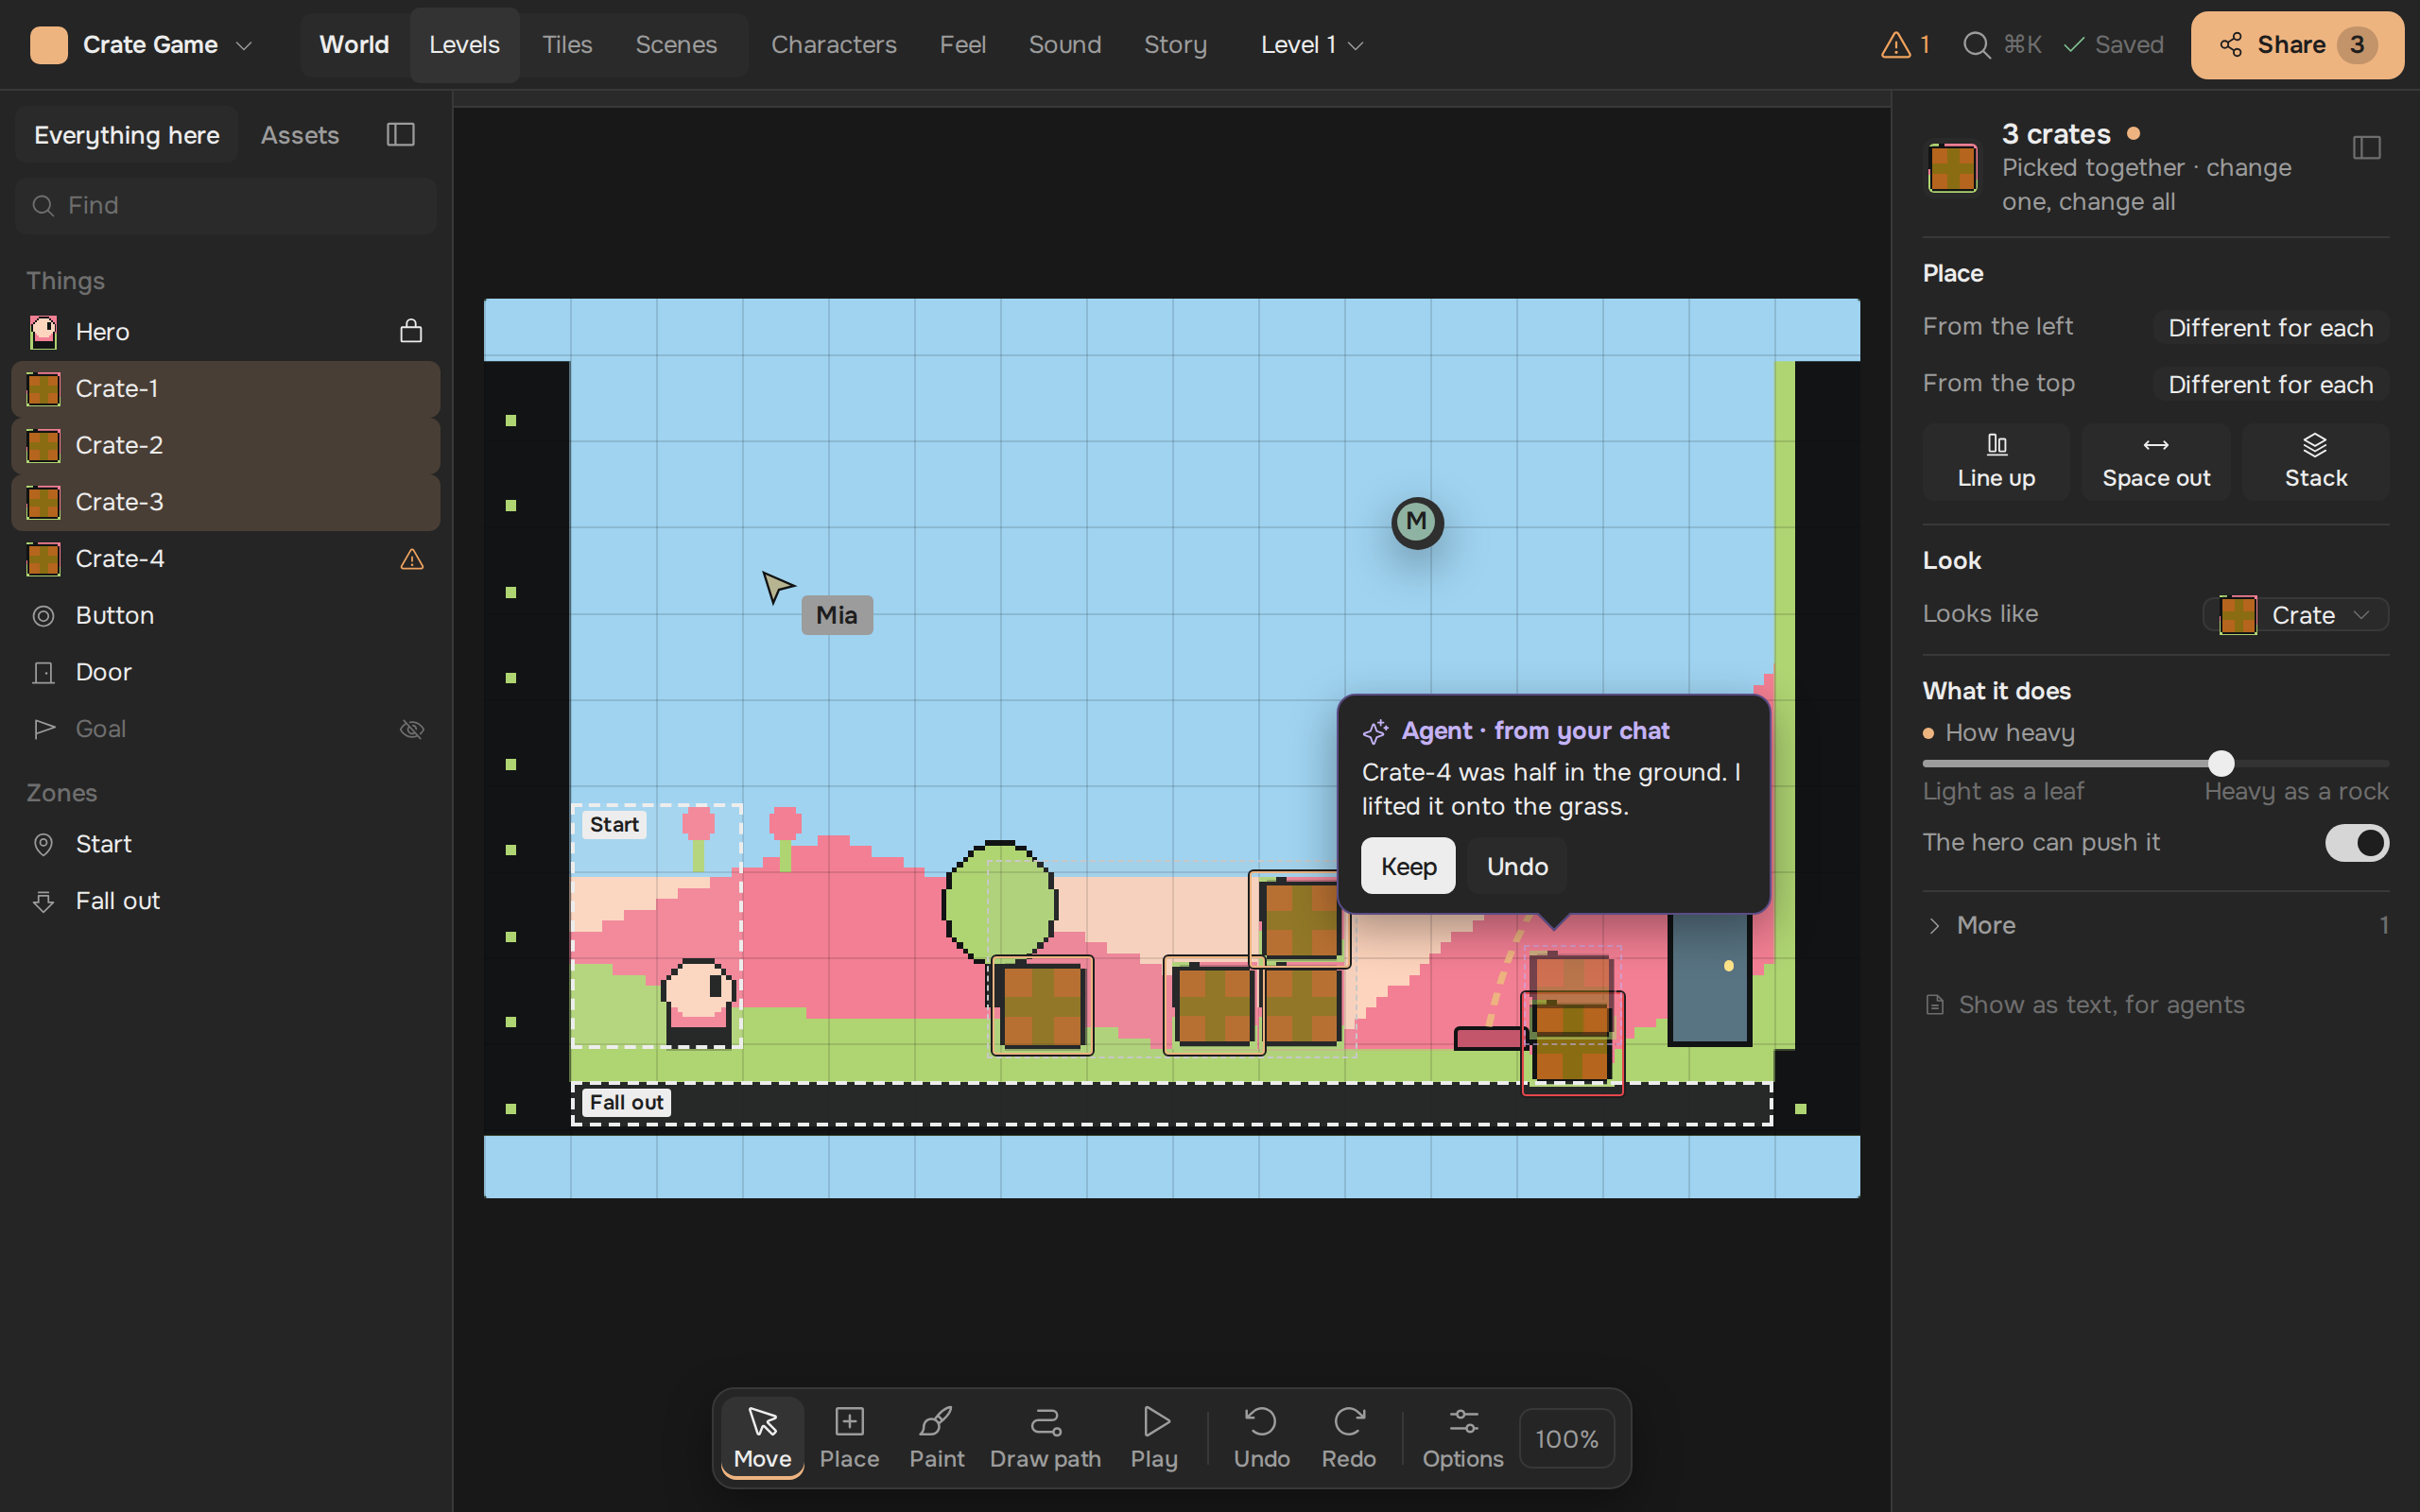 Crate Game
World
Levels
Tiles
Scenes
Characters
Feel
Sound
Story
Level 1
1
⌘K
Saved
Share 3
Everything here
Assets
Find
Things
Hero
Crate-1
Crate-2
Crate-3
Crate-4
Button
Door
Goal
Zones
Start
Fall out
M
Mia
Start
Agent · from your chat
Crate-4 was half in the ground. I
lifted it onto the grass.
Keep
Undo
Fall out
Move
Place
Paint
Draw path
Play
Undo
Redo
Options
100%
3 crates
Picked together · change
one, change all
Place
From the left
Different for each
From the top
Different for each
Line up
Space out
Stack
Look
Looks like
Crate
What it does
How heavy
Light as a leaf
Heavy as a rock
The hero can push it
More
1
Show as text, for agents